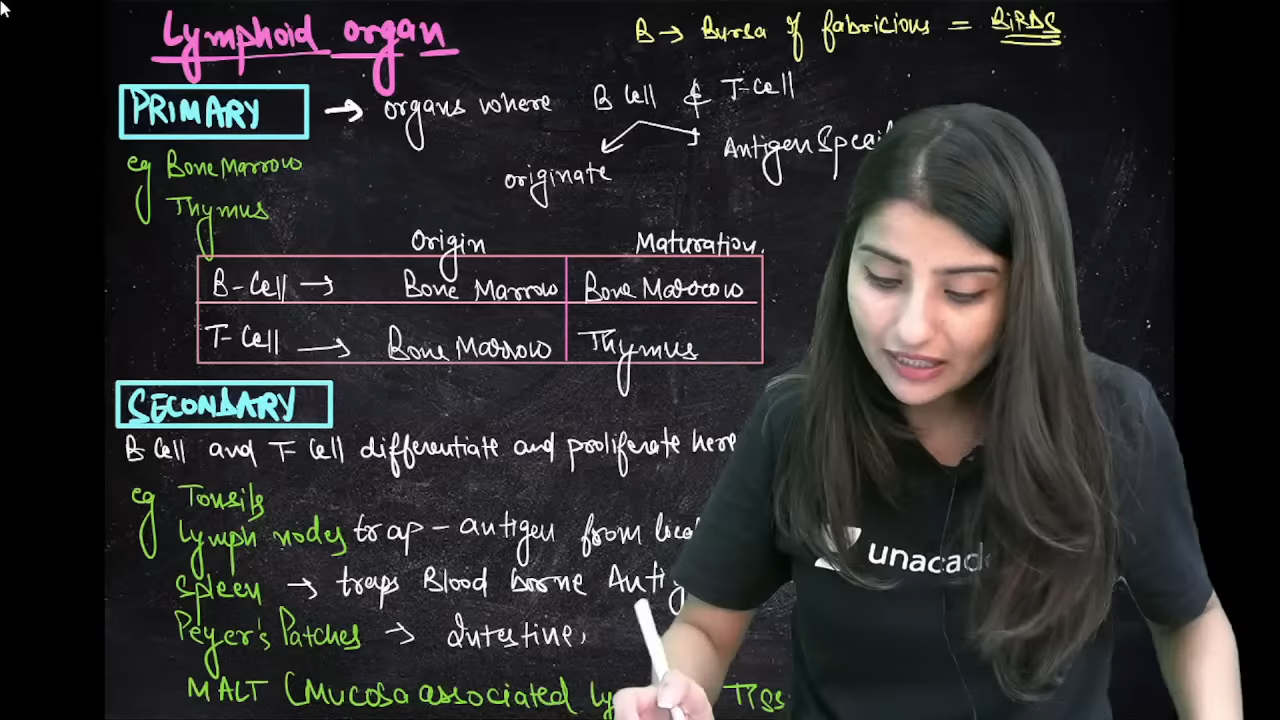 Lymphoid organ
B → Bursa of fabricious = BIRDS
PRIMARY → organs where B Cell & T-Cell
originate
Antigen
eg Bone Marrow
Thymus
Origin Maturation.
B-Cell → Bone Marrow Bone Marrow
T-Cell → Bone Marrow Thymus
SECONDARY
B Cell and T Cell differentiate and proliferate here
eg Tonsils
Lymph nodes trap - antigen from
Spleen → traps Blood borne
Peyer's Patches → Intestine,
MALT (Mucosa associated
unacade